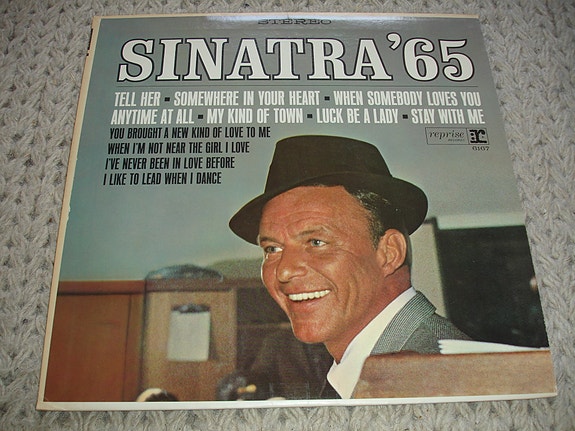 STEREO
SINATRA '65
TELL HER ▪ SOMEWHERE IN YOUR HEART ▪ WHEN SOMEBODY LOVES YOU
ANYTIME AT ALL ▪ MY KIND OF TOWN ▪ LUCK BE A LADY ▪ STAY WITH ME
YOU BROUGHT A NEW KIND OF LOVE TO ME
WHEN I'M NOT NEAR THE GIRL I LOVE
I'VE NEVER BEEN IN LOVE BEFORE
I LIKE TO LEAD WHEN I DANCE
reprise
RECORDS
R
6167